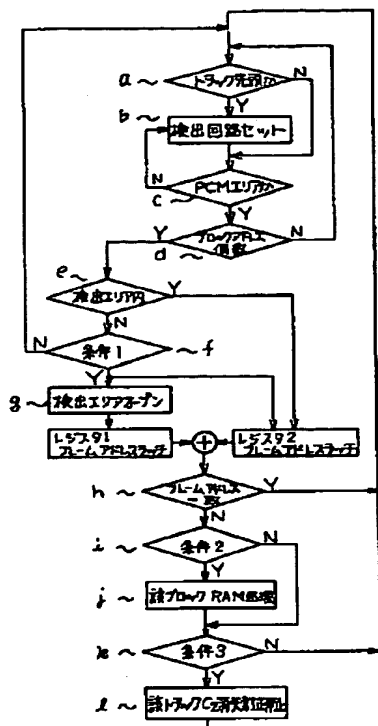 a
トラック先頭か
N
Y
b
検出回路セット
N
PCMエリアか
c
Y
Y
ブロックアドレス偶数
N
d
e
検出エリア内
Y
N
N
条件1
f
Y
g
検出エリアオープン
レジスタ1
フレームアドレスラッチ
+
レジスタ2
フレームアドレスラッチ
h
フレームアドレス
一致
Y
N
i
条件2
N
Y
j
該ブロックRAM
k
条件3
N
Y
l
該トラックC2消失訂正禁止